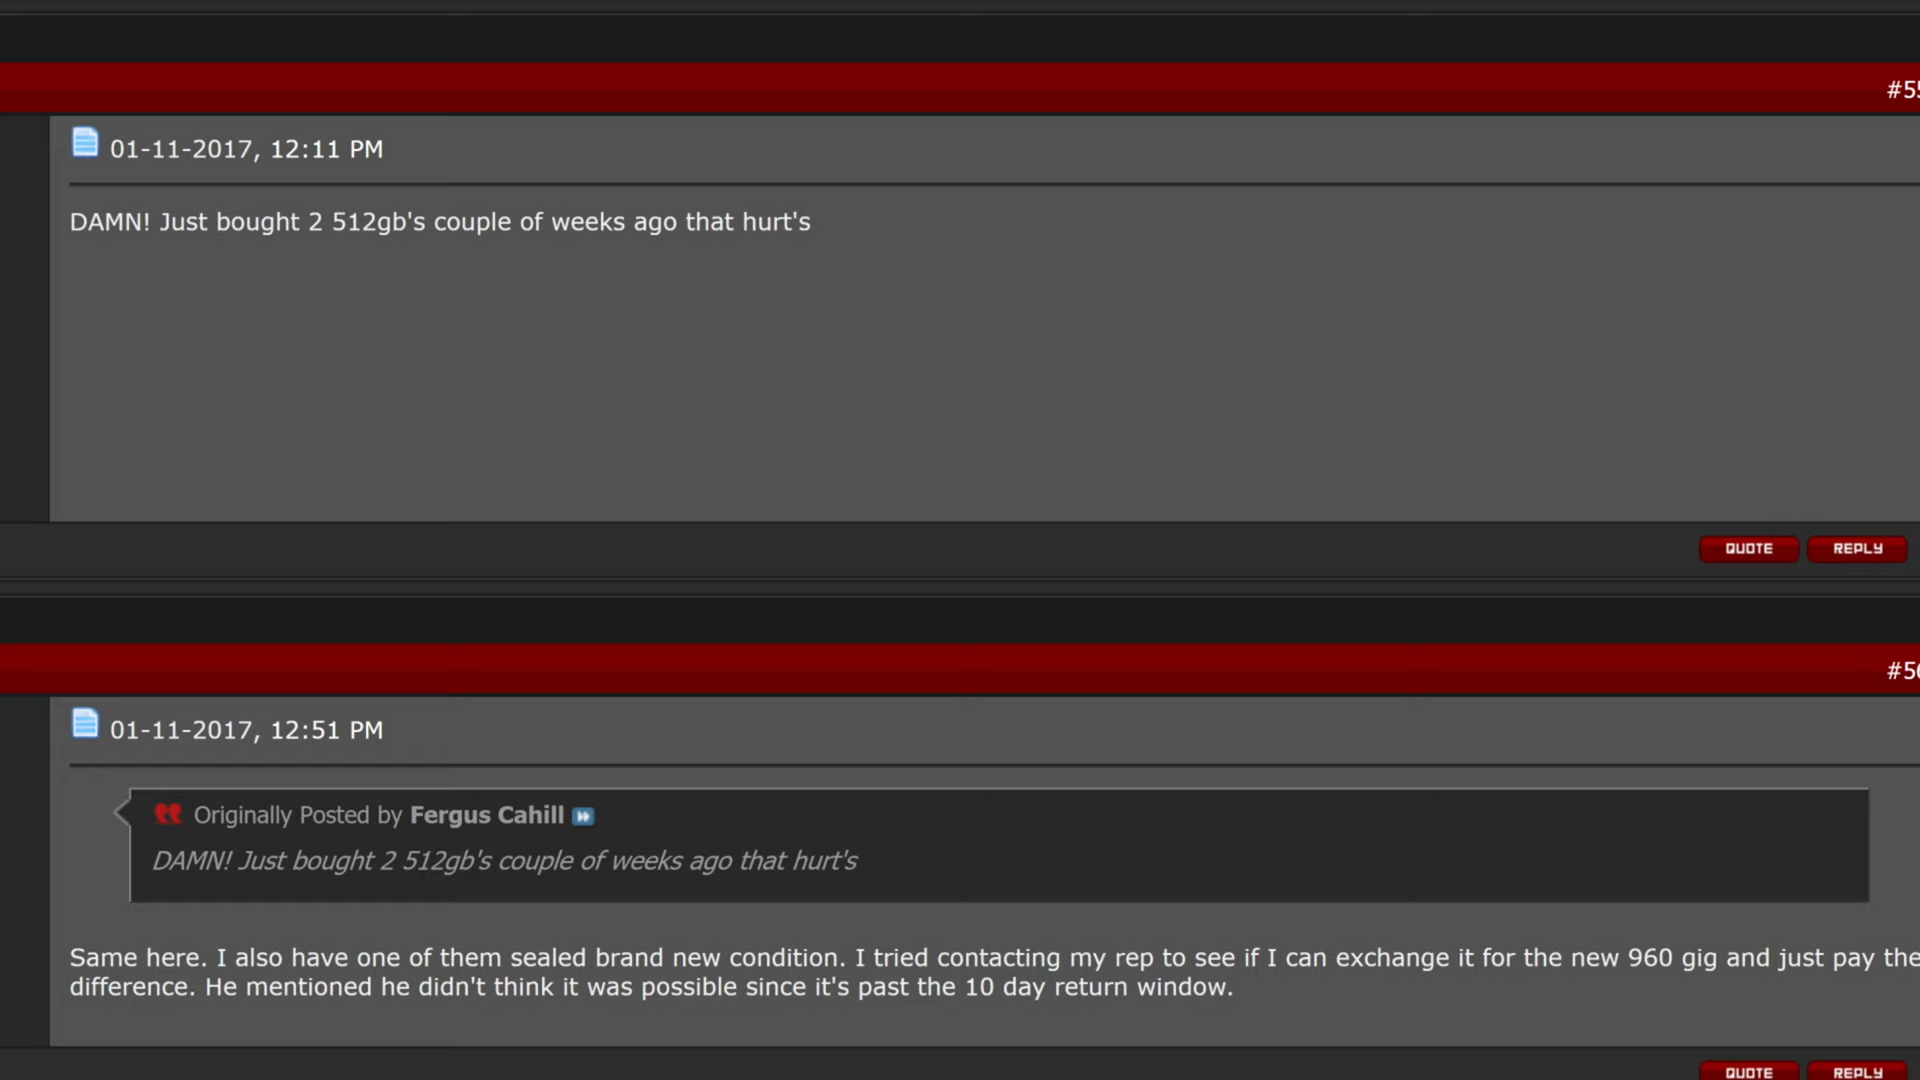 #55
01-11-2017, 12:11 PM
DAMN! Just bought 2 512gb's couple of weeks ago that hurt's
QUOTE REPLY
#56
01-11-2017, 12:51 PM
Originally Posted by Fergus Cahill
DAMN! Just bought 2 512gb's couple of weeks ago that hurt's
Same here. I also have one of them sealed brand new condition. I tried contacting my rep to see if I can exchange it for the new 960 gig and just pay the
difference. He mentioned he didn't think it was possible since it's past the 10 day return window.
QUOTE REPLY